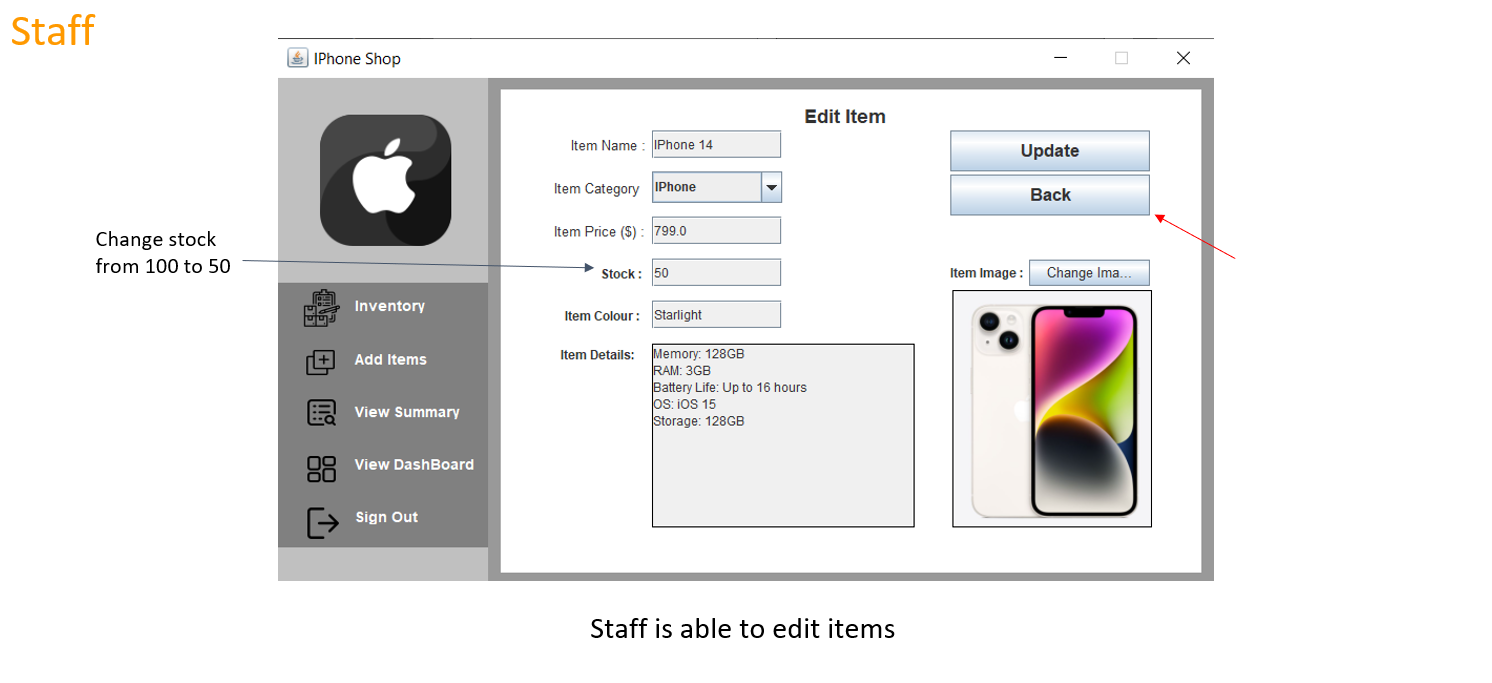 Staff
IPhone Shop
Edit Item
Item Name : IPhone 14
Item Category IPhone
Item Price ($) : 799.0
Stock : 50
Item Colour : Starlight
Item Details:
Memory: 128GB
RAM: 3GB
Battery Life: Up to 16 hours
OS: iOS 15
Storage: 128GB
Update
Back
Item Image : Change Ima...
Change stock
from 100 to 50
Inventory
Add Items
View Summary
View DashBoard
Sign Out
Staff is able to edit items